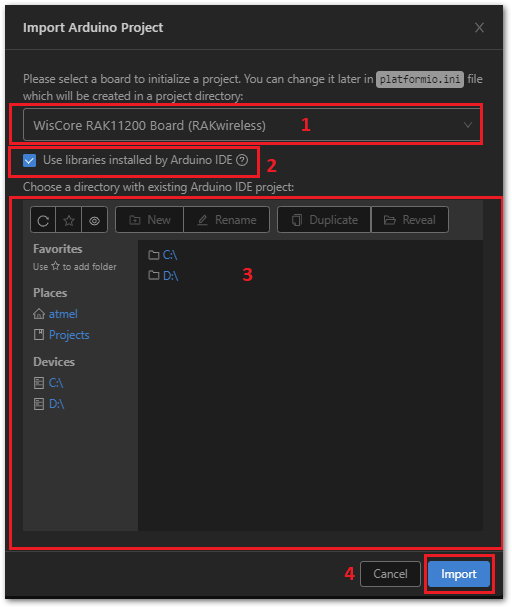 Import Arduino Project
Please select a board to initialize a project. You can change it later in platformio.ini file
which will be created in a project directory:
WisCore RAK11200 Board (RAKwireless) 1
Use libraries installed by Arduino IDE 2
Choose a directory with existing Arduino IDE project:
New Rename Duplicate Reveal
Favorites
Use ☆ to add folder
Places
atmel
Projects
Devices
C:\
D:\
C:\
D:\
3
4 Cancel Import